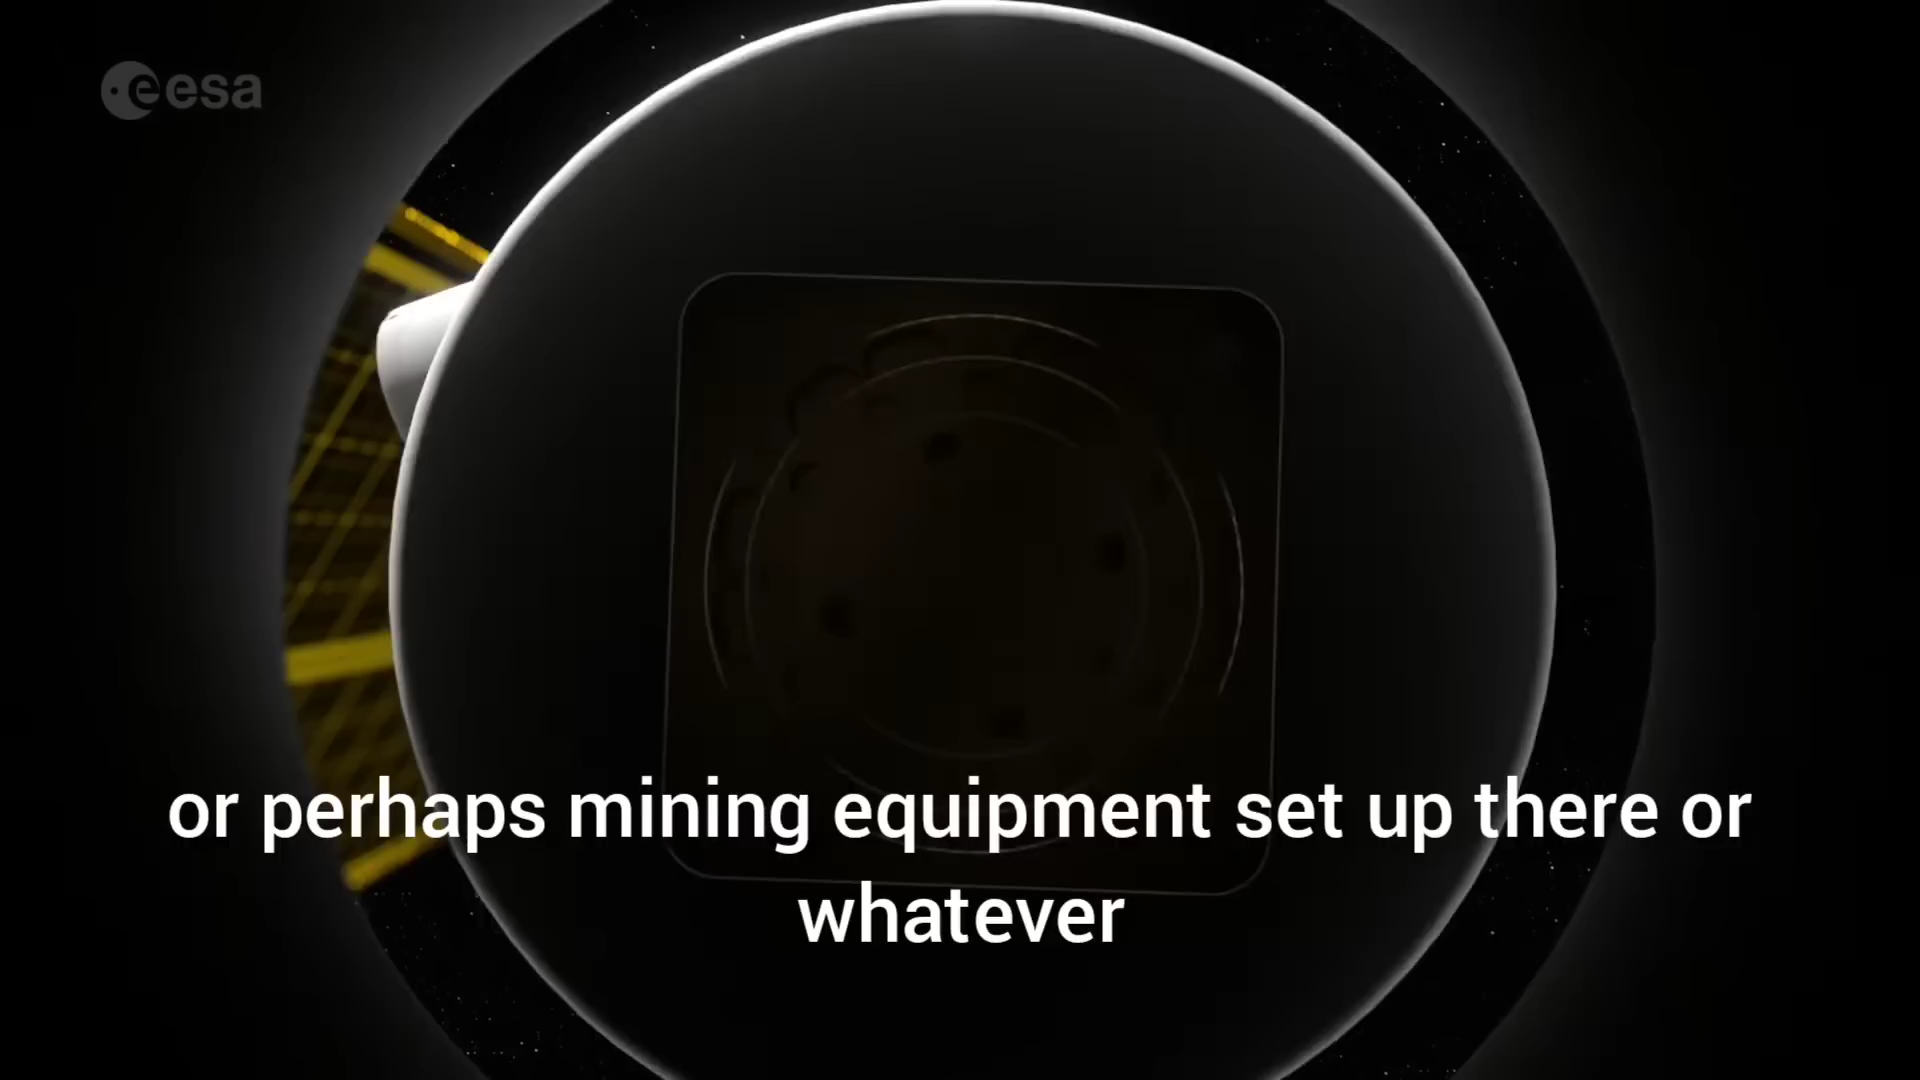 esa
or perhaps mining equipment set up there or
whatever